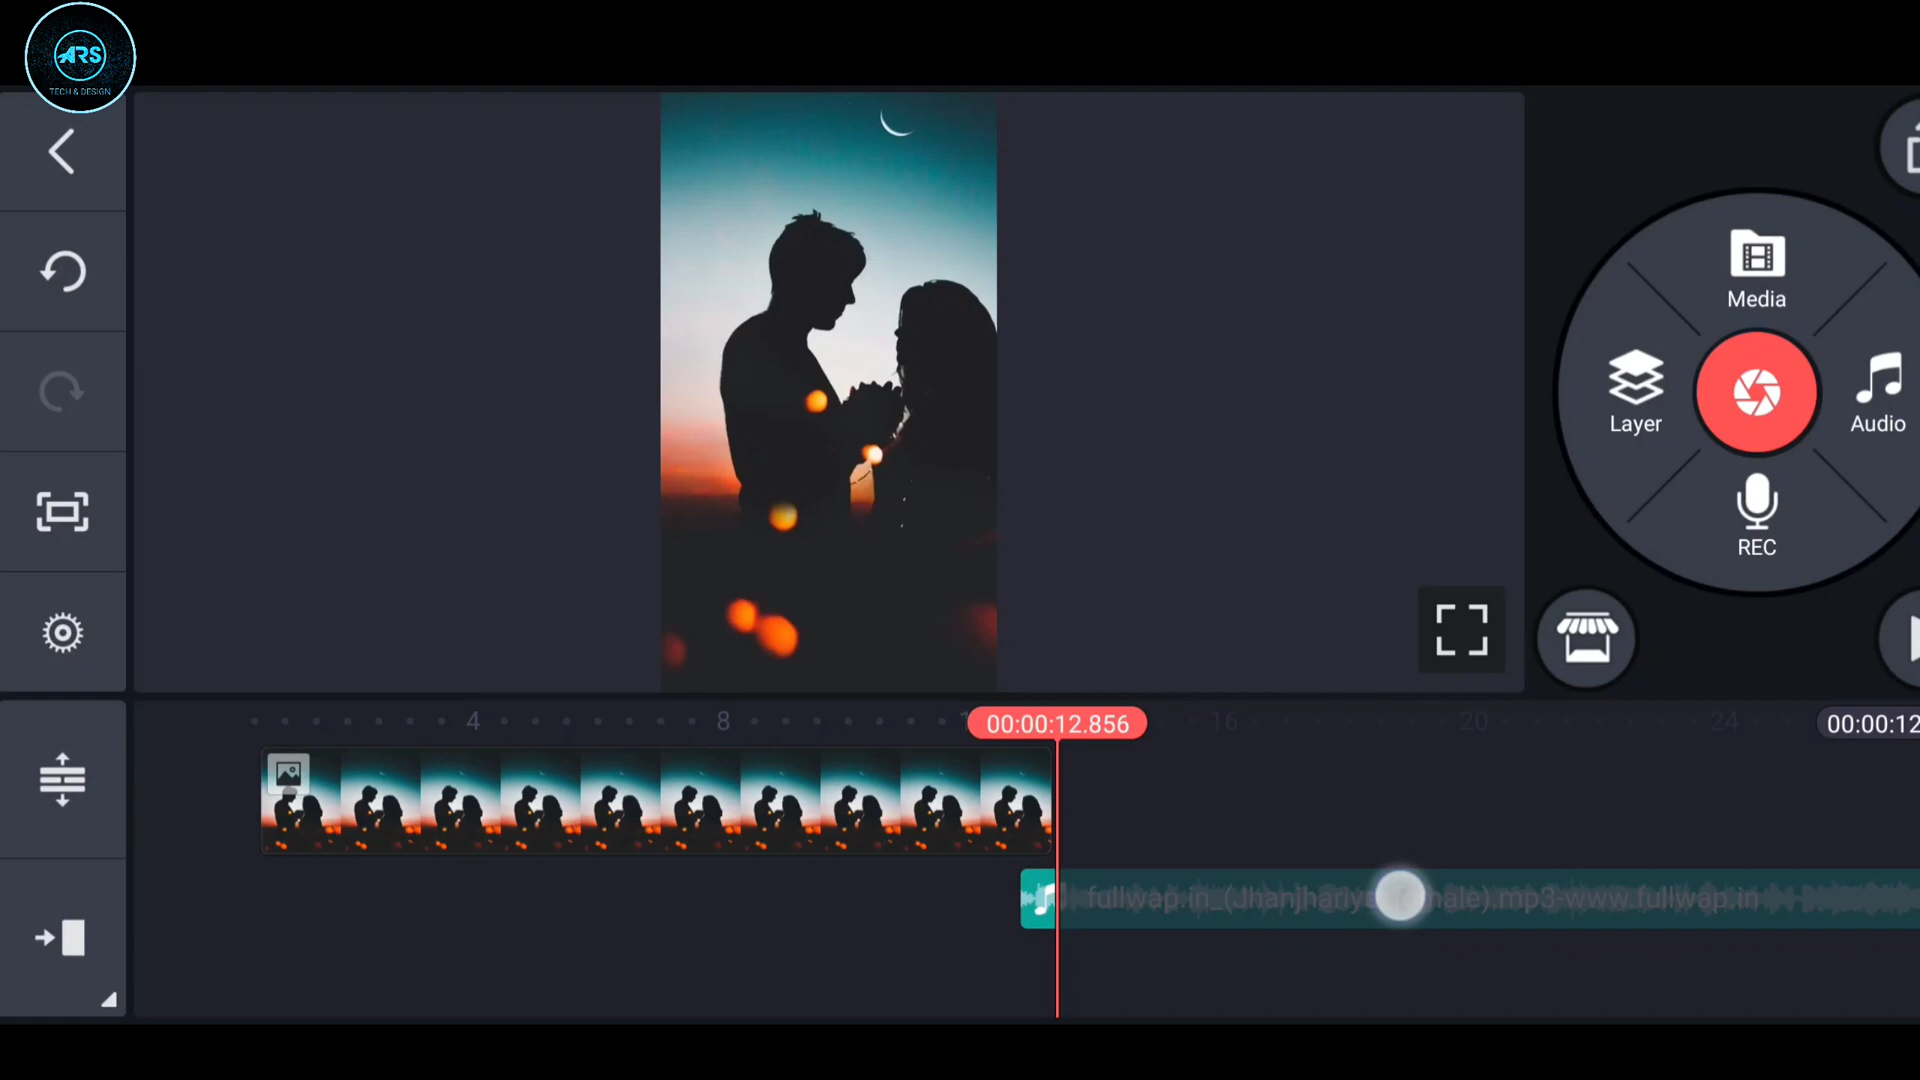 ARS
TECH & DESIGN
Media
Layer
Audio
REC
4
8
00:00:12.856
16
20
24
00:00:12
fullwap.in_(Jhanjhariya
male).mp3-www.fullwap.in